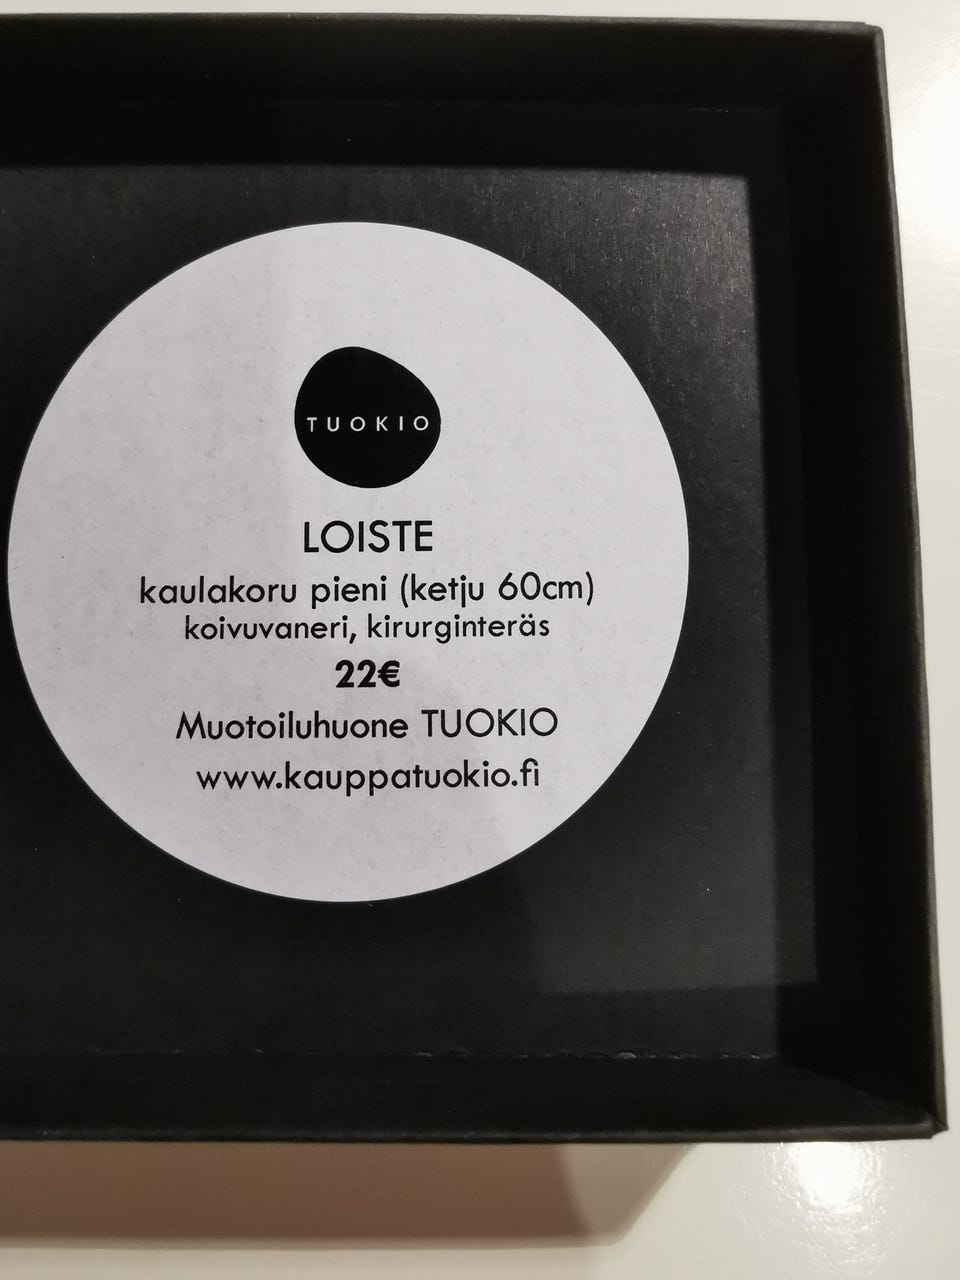 TUOKIO
LOISTE
kaulakoru pieni (ketju 60cm)
koivuvaneri, kirurginteräs
22€
Muotoiluhuone TUOKIO
www.kauppatuokio.fi